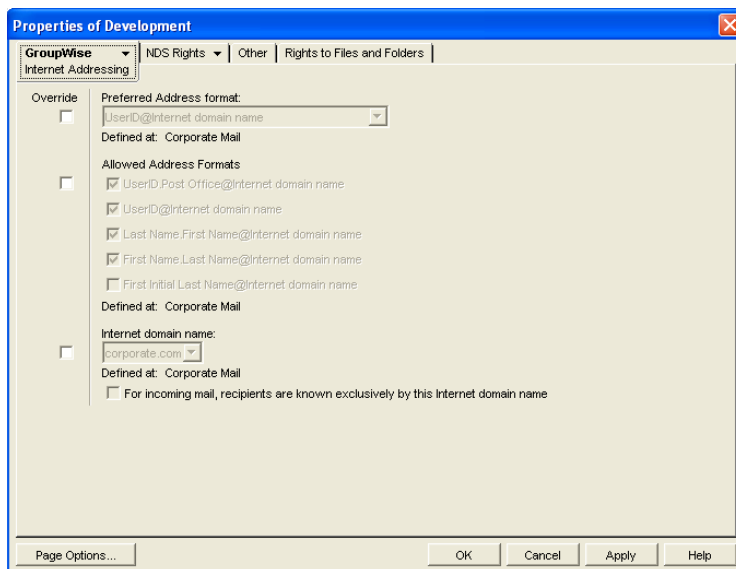 Properties of Development
GroupWise NDS Rights Other Rights to Files and Folders
Internet Addressing
Override Preferred Address format:
UserID@Internet domain name
Defined at: Corporate Mail
Allowed Address Formats
UserID.Post Office@Internet domain name
UserID@Internet domain name
Last Name.First Name@Internet domain name
First Name.Last Name@Internet domain name
First Initial Last Name@Internet domain name
Defined at: Corporate Mail
Internet domain name:
corporate.com
Defined at: Corporate Mail
For incoming mail, recipients are known exclusively by this Internet domain name
Page Options... OK Cancel Apply Help